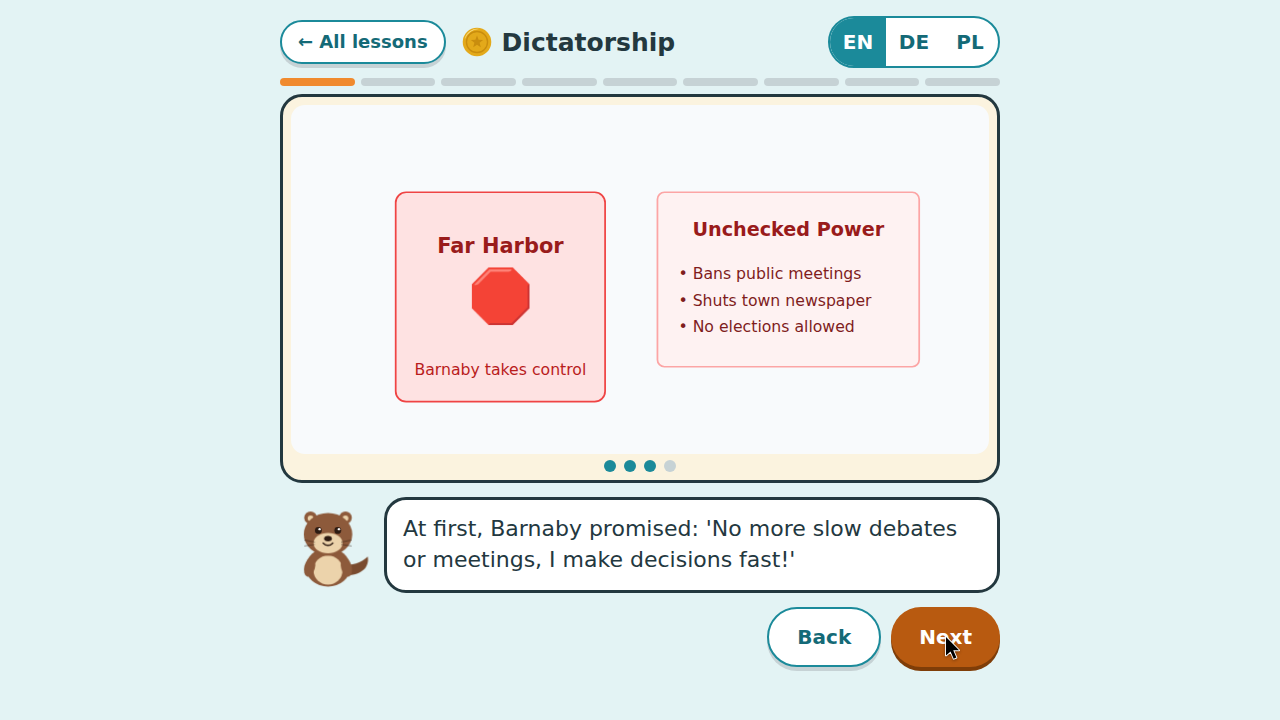 ← All lessons
Dictatorship
EN
DE
PL
Far Harbor
Barnaby takes control
Unchecked Power
• Bans public meetings
• Shuts town newspaper
• No elections allowed
At first, Barnaby promised: 'No more slow debates
or meetings, I make decisions fast!'
Back
Next